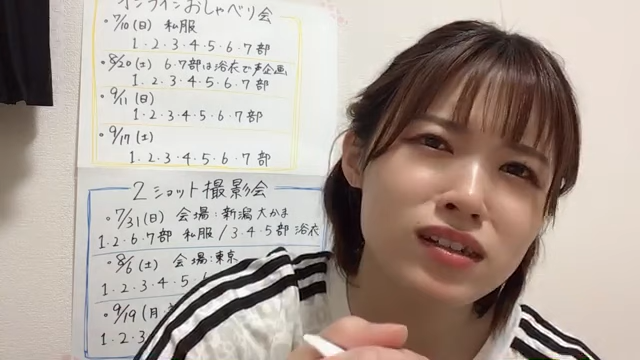 オンラインおしゃべり会
・7/10(日) 私服
1・2・3・4・5・6・7部
・8/20(土) 6・7部は浴衣で声企画
1・2・3・4・5・6・7部
・9/11(日)
1・2・3・4・5・6・7部
・9/17(土)
1・2・3・4・5・6・7部
2ショット撮影会
・7/31(日) 会場:新潟 大かま
1・2・6・7部 私服/3・4・5部 浴衣
・8/6(土) 会場:東京
1・2・3・4・5・6
・9/19(月・
1・2・3